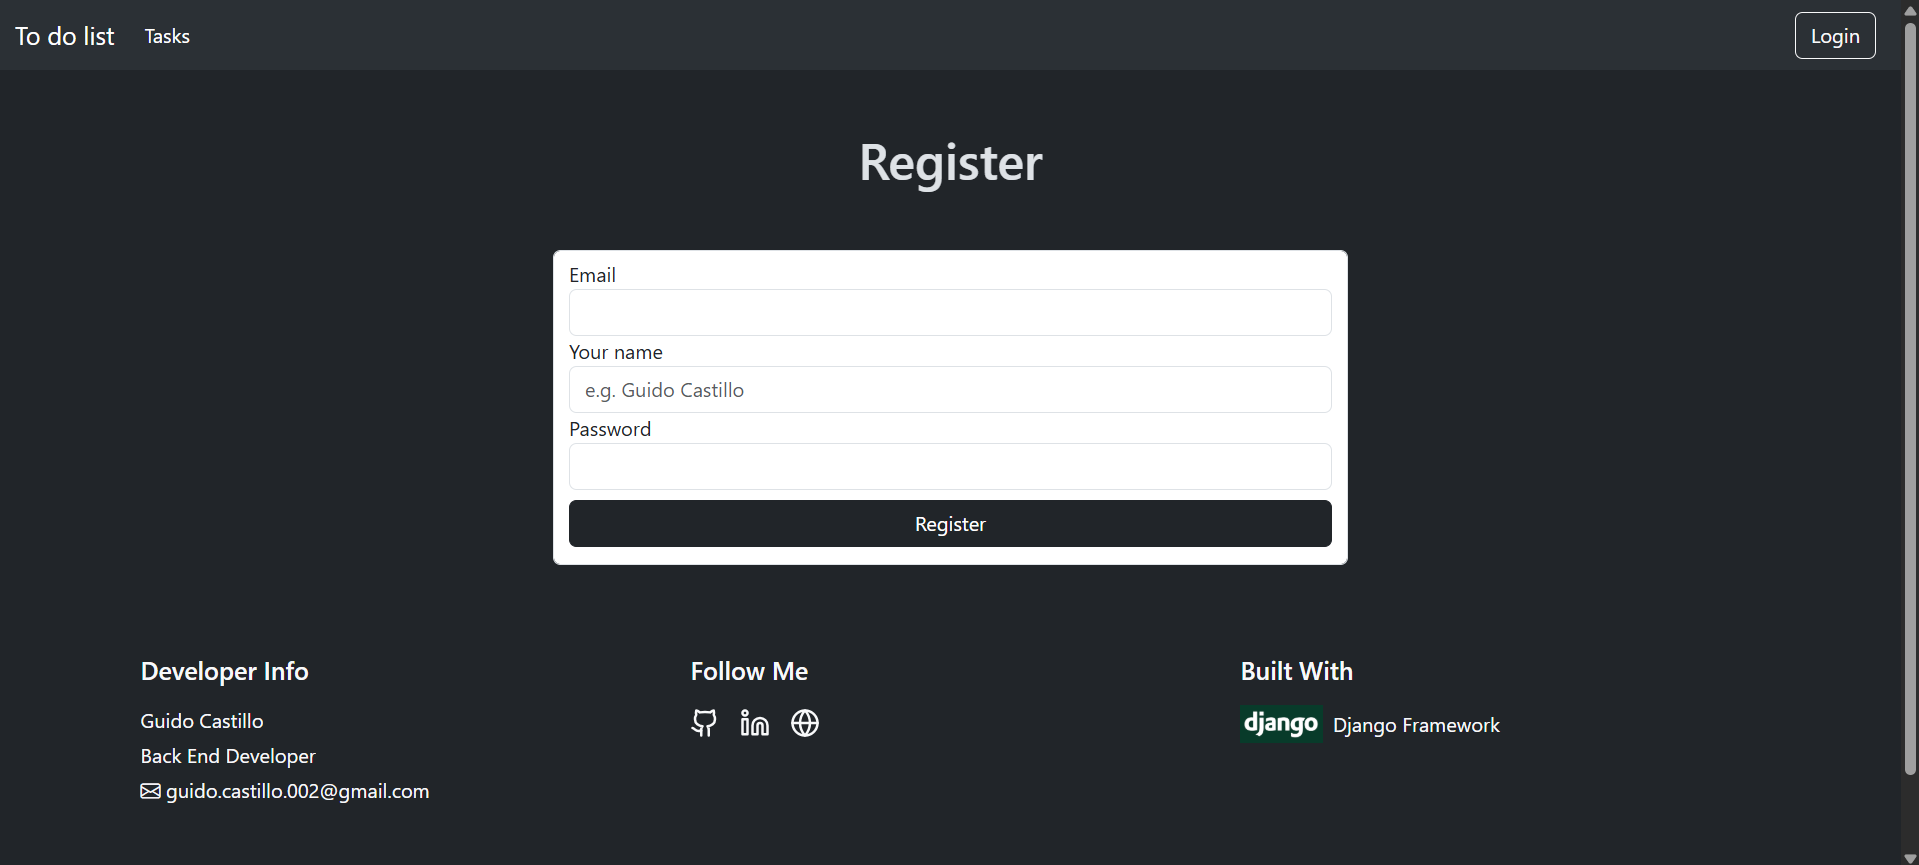 To do list Tasks Login
Register
Email
Your name
e.g. Guido Castillo
Password
Register
Developer Info
Guido Castillo
Back End Developer
guido.castillo.002@gmail.com
Follow Me
Built With
django Django Framework